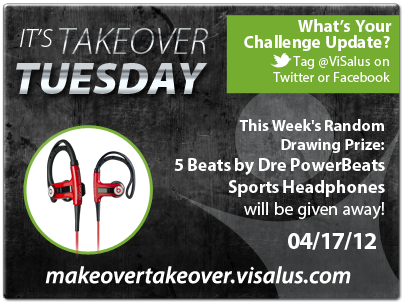 IT'S TAKEOVER
TUESDAY
What's Your
Challenge Update?
Tag @ViSalus on
Twitter or Facebook
This Week's Random
Drawing Prize:
5 Beats by Dre PowerBeats
Sports Headphones
will be given away!
04/17/12
makeovertakeover.visalus.com